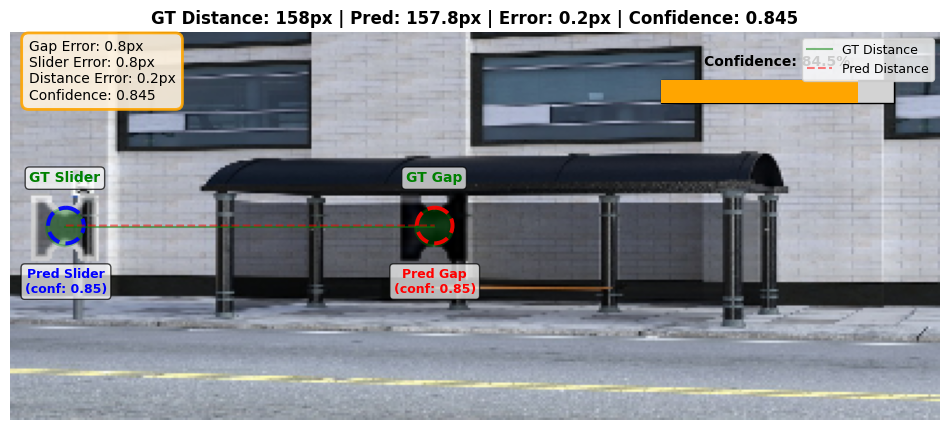 GT Distance: 158px | Pred: 157.8px | Error: 0.2px | Confidence: 0.845
Gap Error: 0.8px
Slider Error: 0.8px
Distance Error: 0.2px
Confidence: 0.845
Confidence: 84.5%
GT Distance
Pred Distance
GT Slider
GT Gap
Pred Slider
(conf: 0.85)
Pred Gap
(conf: 0.85)